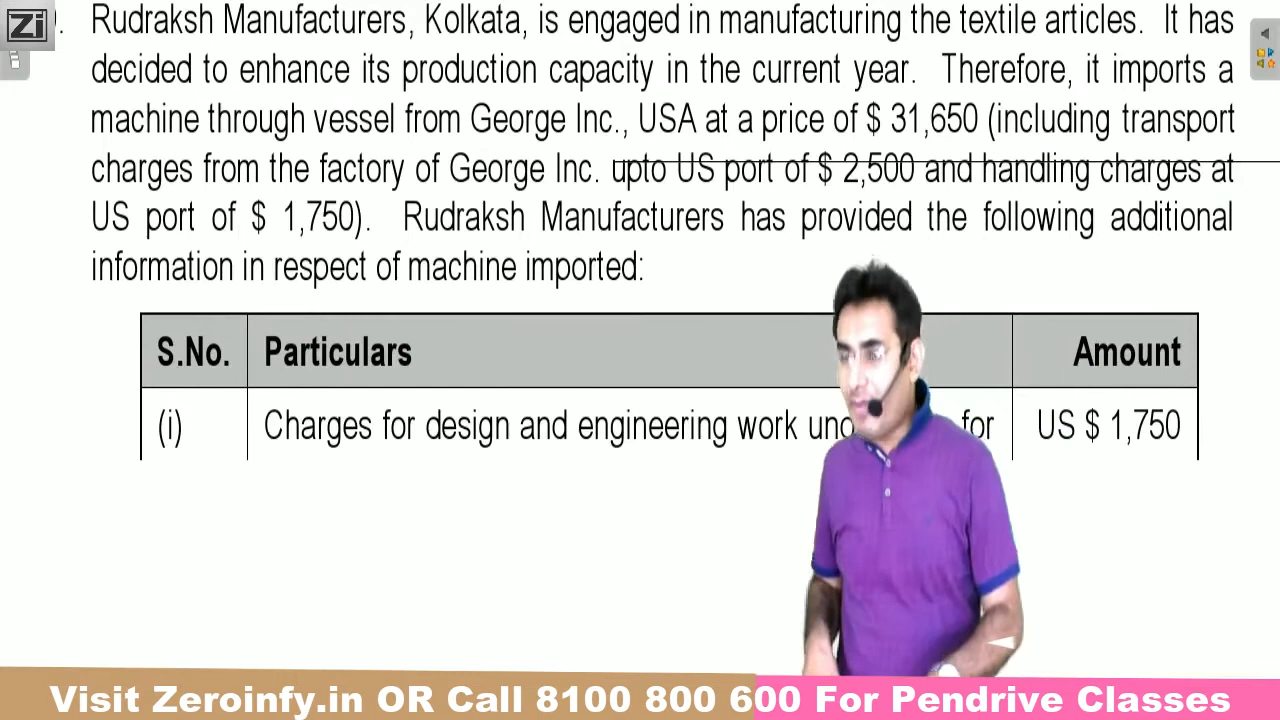 Zi
. Rudraksh Manufacturers, Kolkata, is engaged in manufacturing the textile articles. It has
decided to enhance its production capacity in the current year. Therefore, it imports a
machine through vessel from George Inc., USA at a price of $ 31,650 (including transport
charges from the factory of George Inc. upto US port of $ 2,500 and handling charges at
US port of $ 1,750). Rudraksh Manufacturers has provided the following additional
information in respect of machine imported:
S.No. Particulars Amount
(i) Charges for design and engineering work for US $ 1,750
Visit Zeroinfy.in OR Call 8100 800 600 For Pendrive Classes